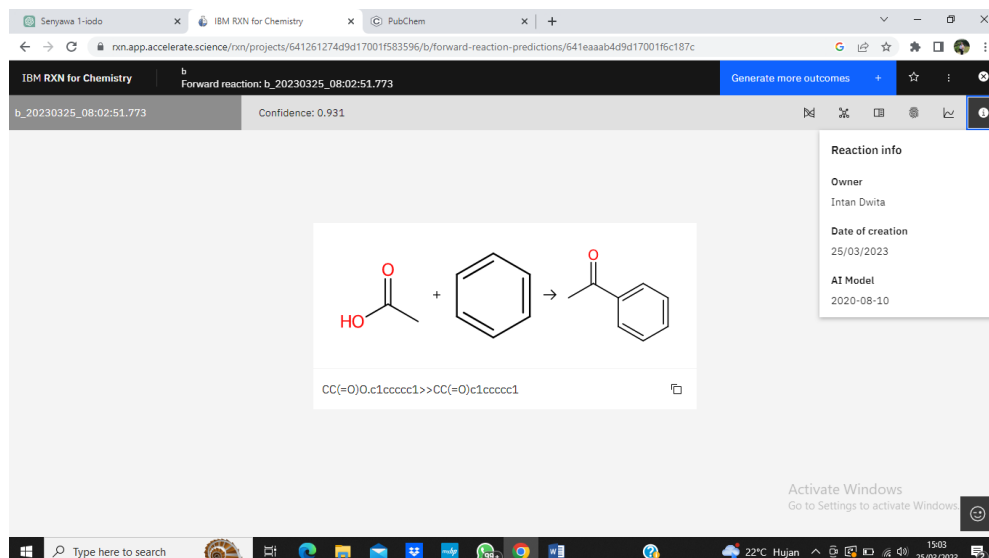 Senyawa 1-iodo
IBM RXN for Chemistry
PubChem
rxn.app.accelerate.science/rxn/projects/641261274d9d17001f583596/b/forward-reaction-predictions/641eaaab4d9d17001f6c187c
IBM RXN for Chemistry
b
Forward reaction: b_20230325_08:02:51.773
Generate more outcomes +
b_20230325_08:02:51.773
Confidence: 0.931
Reaction info
Owner
Intan Dwita
Date of creation
25/03/2023
AI Model
2020-08-10
O
HO
+
O
CC(=O)O.c1ccccc1>>CC(=O)c1ccccc1
Activate Windows
Go to Settings to activate Windows.
Type here to search
22°C Hujan
15:03
25/03/2023